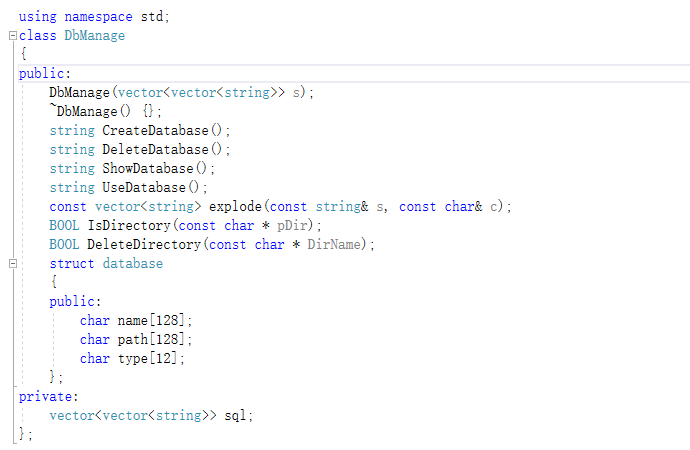 using namespace std;
class DbManage
{
public:
    DbManage(vector<vector<string>> s);
    ~DbManage() {};
    string CreateDatabase();
    string DeleteDatabase();
    string ShowDatabase();
    string UseDatabase();
    const vector<string> explode(const string& s, const char& c);
    BOOL IsDirectory(const char * pDir);
    BOOL DeleteDirectory(const char * DirName);
    struct database
    {
    public:
        char name[128];
        char path[128];
        char type[12];
    };
private:
    vector<vector<string>> sql;
};